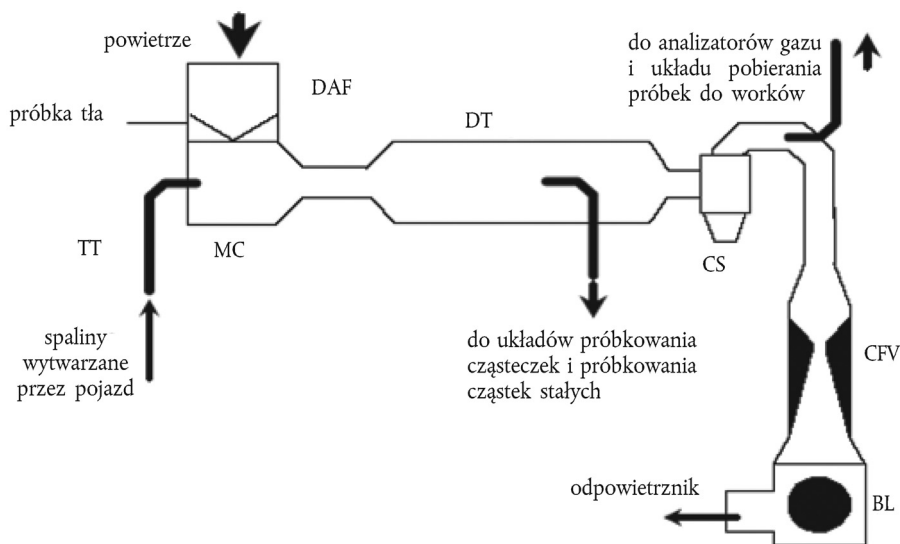 powietrze
DAF
próbka tła
do analizatorów gazu
i układu pobierania
próbek do worków
DT
TT
MC
CS
spaliny
wytwarzane
przez pojazd
do układów próbkowania
cząsteczek i próbkowania
cząstek stałych
CFV
odpowietrznik
BL